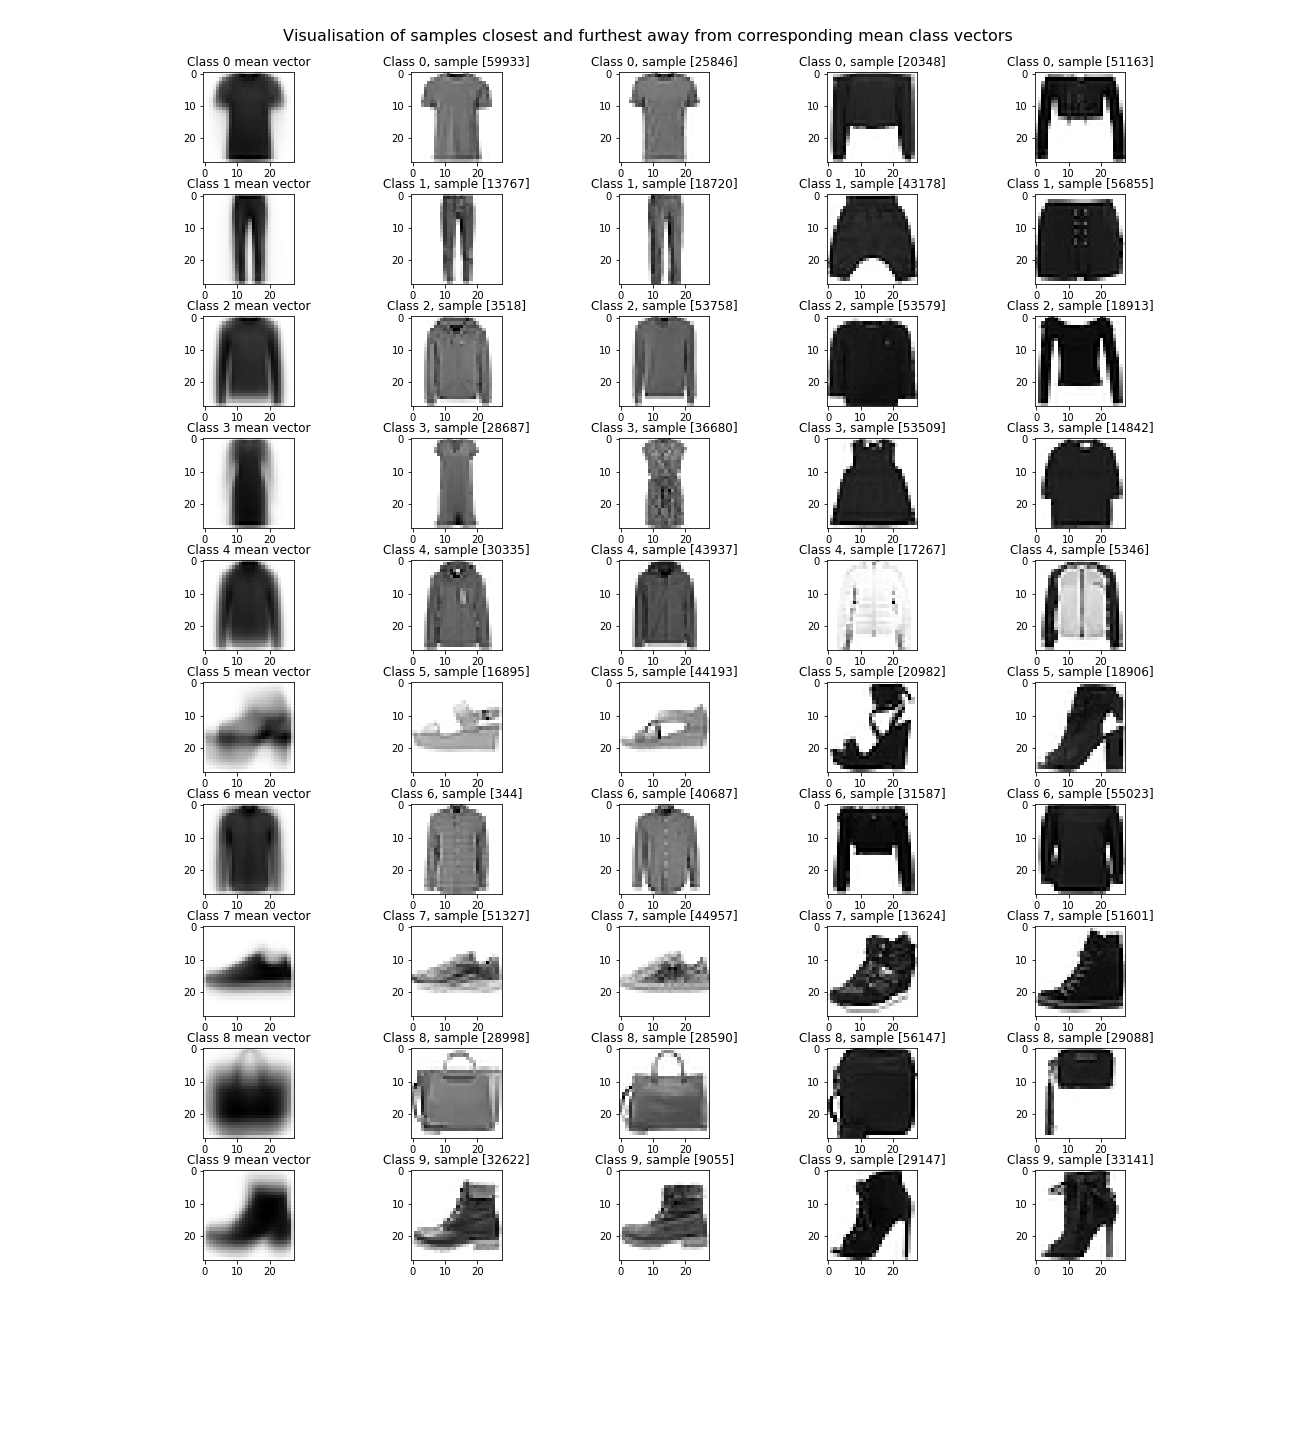 Visualisation of samples closest and furthest away from corresponding mean class vectors
Class 0 mean vector Class 0, sample [59933] Class 0, sample [25846] Class 0, sample [20348] Class 0, sample [51163]
0 0 0 0 0
10 10 10 10 10
20 20 20 20 20
0 10 20 0 10 20 0 10 20 0 10 20 0 10 20
Class 1 mean vector Class 1, sample [13767] Class 1, sample [18720] Class 1, sample [43178] Class 1, sample [56855]
0 0 0 0 0
10 10 10 10 10
20 20 20 20 20
0 10 20 0 10 20 0 10 20 0 10 20 0 10 20
Class 2 mean vector Class 2, sample [3518] Class 2, sample [53758] Class 2, sample [53579] Class 2, sample [18913]
0 0 0 0 0
10 10 10 10 10
20 20 20 20 20
0 10 20 0 10 20 0 10 20 0 10 20 0 10 20
Class 3 mean vector Class 3, sample [28687] Class 3, sample [36680] Class 3, sample [53509] Class 3, sample [14842]
0 0 0 0 0
10 10 10 10 10
20 20 20 20 20
0 10 20 0 10 20 0 10 20 0 10 20 0 10 20
Class 4 mean vector Class 4, sample [30335] Class 4, sample [43937] Class 4, sample [17267] Class 4, sample [5346]
0 0 0 0 0
10 10 10 10 10
20 20 20 20 20
0 10 20 0 10 20 0 10 20 0 10 20 0 10 20
Class 5 mean vector Class 5, sample [16895] Class 5, sample [44193] Class 5, sample [20982] Class 5, sample [18906]
0 0 0 0 0
10 10 10 10 10
20 20 20 20 20
0 10 20 0 10 20 0 10 20 0 10 20 0 10 20
Class 6 mean vector Class 6, sample [344] Class 6, sample [40687] Class 6, sample [31587] Class 6, sample [55023]
0 0 0 0 0
10 10 10 10 10
20 20 20 20 20
0 10 20 0 10 20 0 10 20 0 10 20 0 10 20
Class 7 mean vector Class 7, sample [51327] Class 7, sample [44957] Class 7, sample [13624] Class 7, sample [51601]
0 0 0 0 0
10 10 10 10 10
20 20 20 20 20
0 10 20 0 10 20 0 10 20 0 10 20 0 10 20
Class 8 mean vector Class 8, sample [28998] Class 8, sample [28590] Class 8, sample [56147] Class 8, sample [29088]
0 0 0 0 0
10 10 10 10 10
20 20 20 20 20
0 10 20 0 10 20 0 10 20 0 10 20 0 10 20
Class 9 mean vector Class 9, sample [32622] Class 9, sample [9055] Class 9, sample [29147] Class 9, sample [33141]
0 0 0 0 0
10 10 10 10 10
20 20 20 20 20
0 10 20 0 10 20 0 10 20 0 10 20 0 10 20